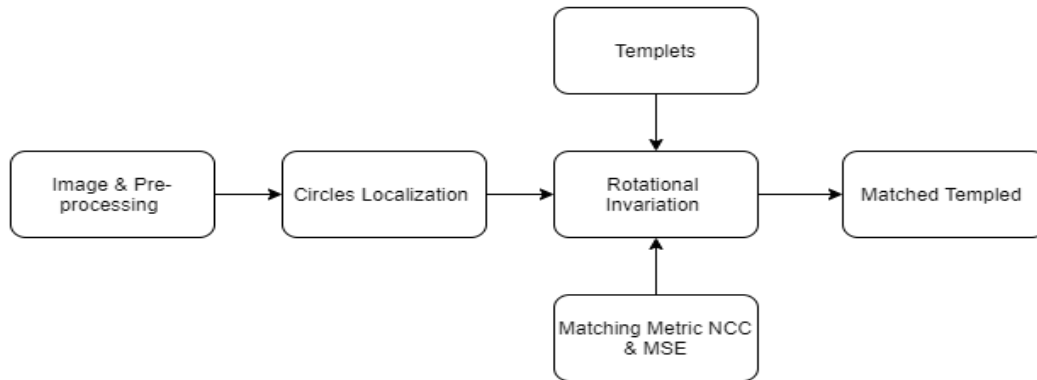 Templets
Image & Pre-
processing
Circles Localization
Rotational
Invariation
Matched Templed
Matching Metric NCC
& MSE